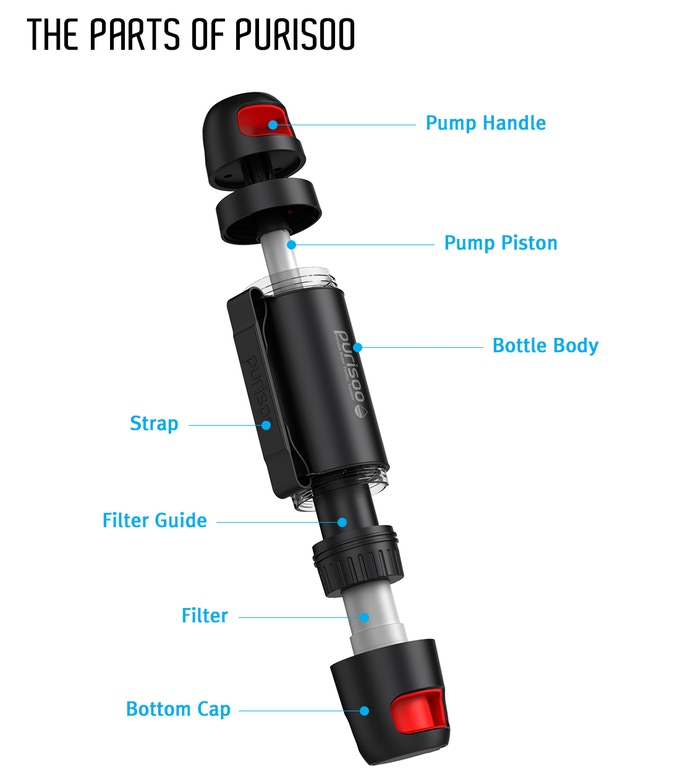 THE PARTS OF PURISOO
Pump Handle
Pump Piston
Bottle Body
purisoo
purisoo
Strap
Filter Guide
Filter
Bottom Cap